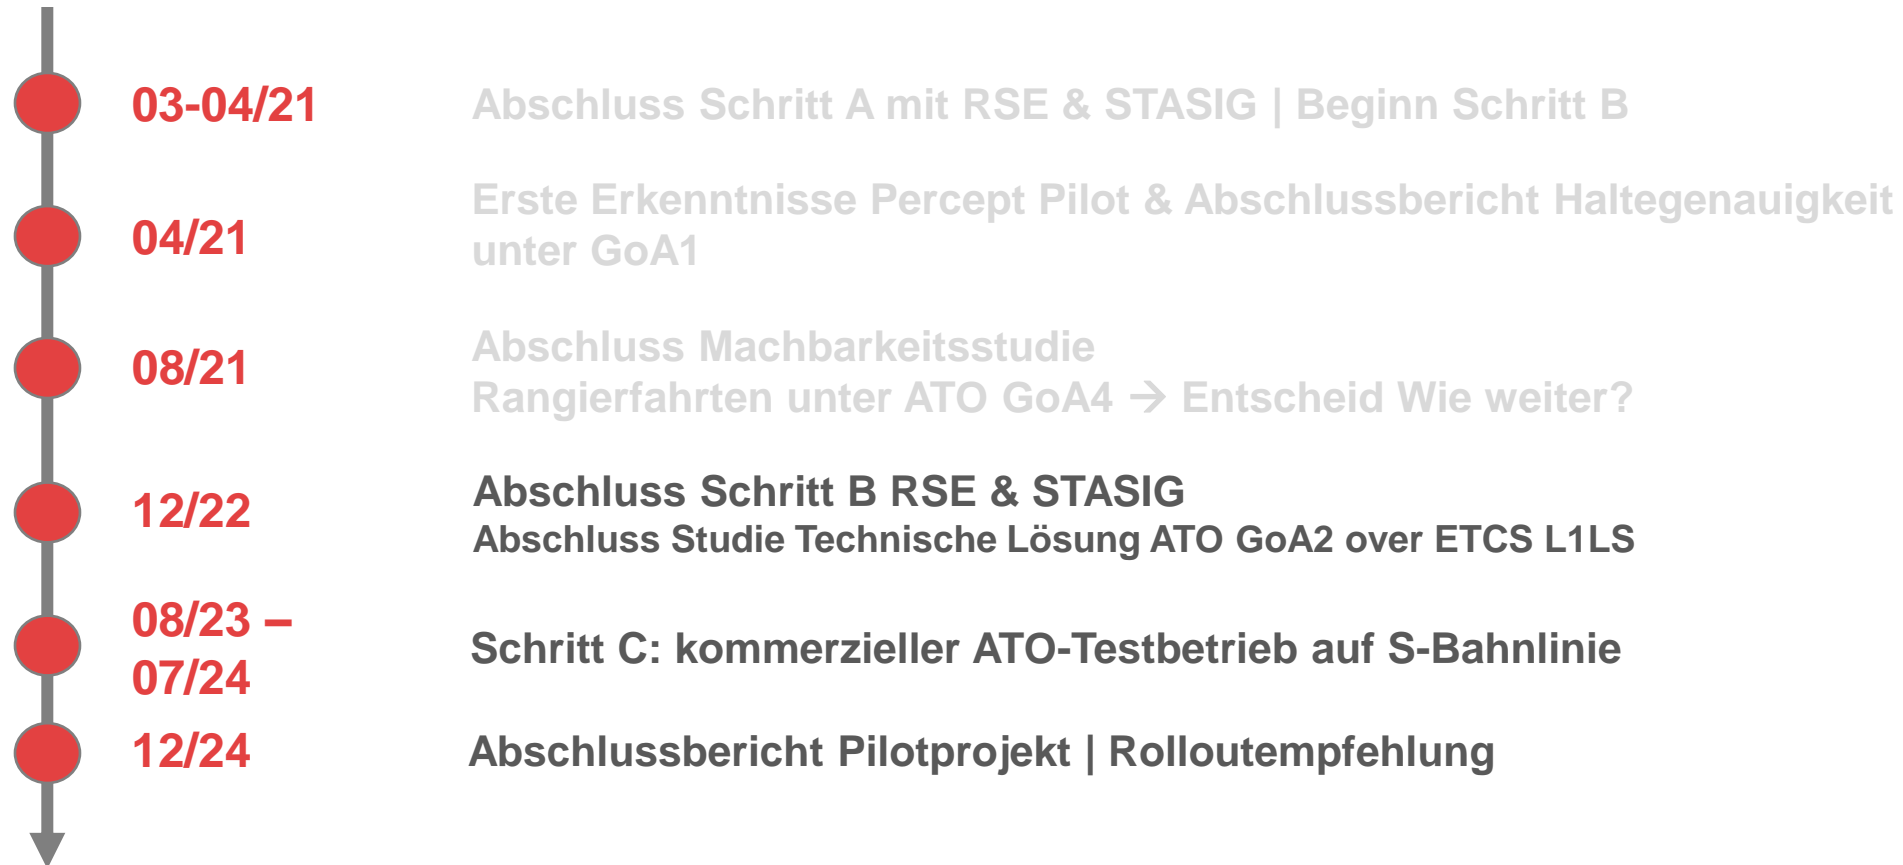 03-04/21 Abschluss Schritt A mit RSE & STASIG | Beginn Schritt B
04/21 Erste Erkenntnisse Percept Pilot & Abschlussbericht Haltegenauigkeit
unter GoA1
08/21 Abschluss Machbarkeitsstudie
Rangierfahrten unter ATO GoA4 → Entscheid Wie weiter?
12/22 Abschluss Schritt B RSE & STASIG
Abschluss Studie Technische Lösung ATO GoA2 over ETCS L1LS
08/23 –
07/24 Schritt C: kommerzieller ATO-Testbetrieb auf S-Bahnlinie
12/24 Abschlussbericht Pilotprojekt | Rolloutempfehlung